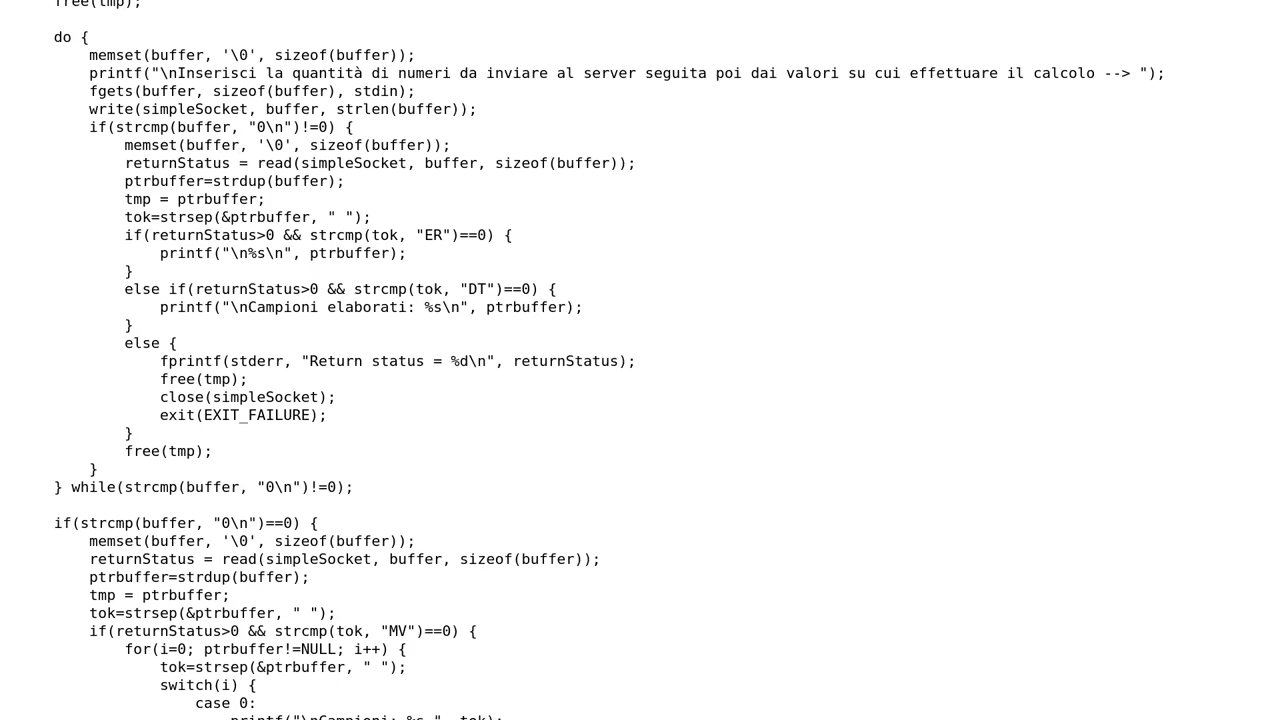 free(tmp);
do {
memset(buffer, '\0', sizeof(buffer));
printf("\nInserisci la quantità di numeri da inviare al server seguita poi dai valori su cui effettuare il calcolo --> ");
fgets(buffer, sizeof(buffer), stdin);
write(simpleSocket, buffer, strlen(buffer));
if(strcmp(buffer, "0\n")!=0) {
memset(buffer, '\0', sizeof(buffer));
returnStatus = read(simpleSocket, buffer, sizeof(buffer));
ptrbuffer=strdup(buffer);
tmp = ptrbuffer;
tok=strsep(&ptrbuffer, " ");
if(returnStatus>0 && strcmp(tok, "ER")==0) {
printf("\n%s\n", ptrbuffer);
}
else if(returnStatus>0 && strcmp(tok, "DT")==0) {
printf("\nCampioni elaborati: %s\n", ptrbuffer);
}
else {
fprintf(stderr, "Return status = %d\n", returnStatus);
free(tmp);
close(simpleSocket);
exit(EXIT_FAILURE);
}
free(tmp);
}
} while(strcmp(buffer, "0\n")!=0);
if(strcmp(buffer, "0\n")==0) {
memset(buffer, '\0', sizeof(buffer));
returnStatus = read(simpleSocket, buffer, sizeof(buffer));
ptrbuffer=strdup(buffer);
tmp = ptrbuffer;
tok=strsep(&ptrbuffer, " ");
if(returnStatus>0 && strcmp(tok, "MV")==0) {
for(i=0; ptrbuffer!=NULL; i++) {
tok=strsep(&ptrbuffer, " ");
switch(i) {
case 0:
printf("\nCampioni: %s ", tok);